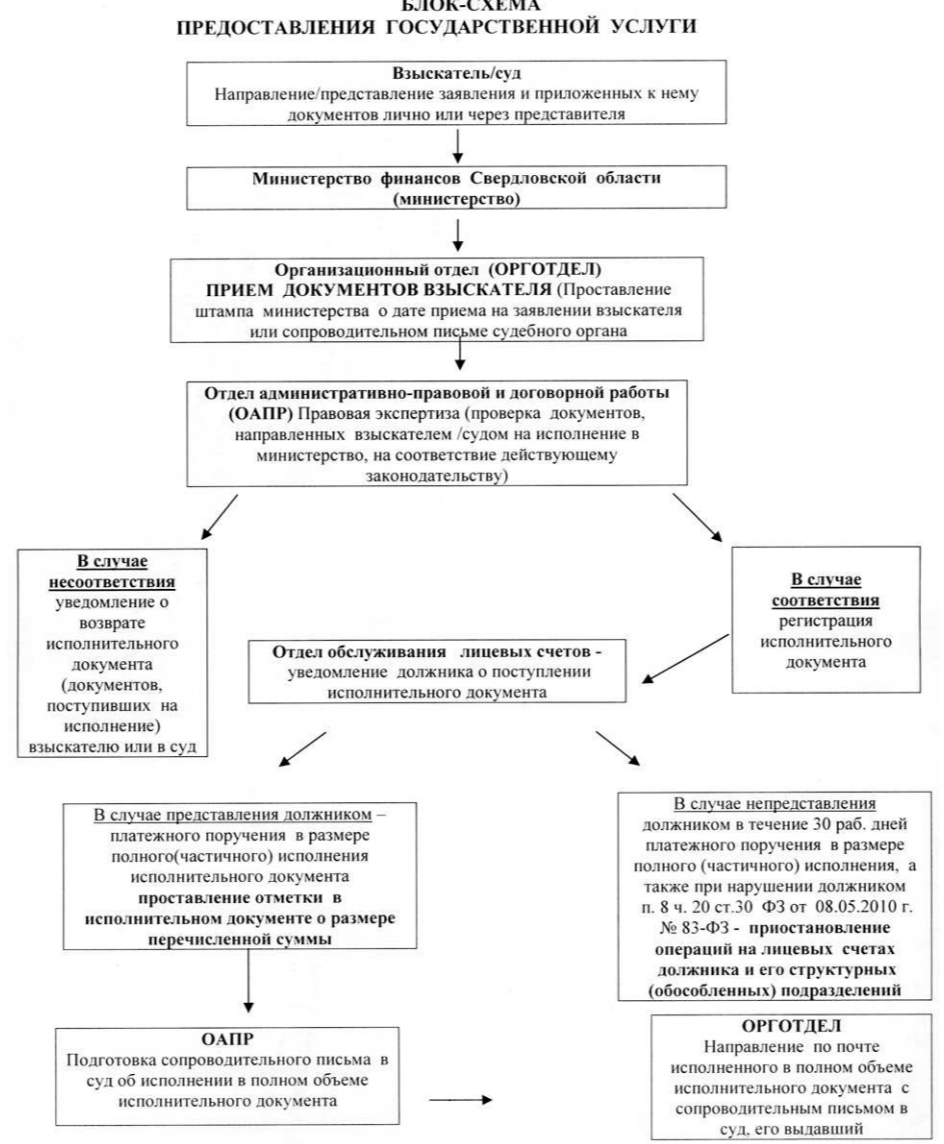 БЛОК-СХЕМА
ПРЕДОСТАВЛЕНИЯ ГОСУДАРСТВЕННОЙ УСЛУГИ
Взыскатель/суд
Направление/представление заявления и приложенных к нему
документов лично или через представителя
Министерство финансов Свердловской области
(министерство)
Организационный отдел (ОРГОТДЕЛ)
ПРИЕМ ДОКУМЕНТОВ ВЗЫСКАТЕЛЯ (Проставление
штампа министерства о дате приема на заявлении взыскателя
или сопроводительном письме судебного органа
Отдел административно-правовой и договорной работы
(ОАПР) Правовая экспертиза (проверка документов,
направленных взыскателем /судом на исполнение в
министерство, на соответствие действующему
законодательству)
В случае
несоответствия
уведомление о
возврате
исполнительного
документа
(документов,
поступивших на
исполнение)
взыскателю или в суд
В случае
соответствия
регистрация
исполнительного
документа
Отдел обслуживания лицевых счетов -
уведомление должника о поступлении
исполнительного документа
В случае представления должником –
платежного поручения в размере
полного(частичного) исполнения
исполнительного документа
проставление отметки в
исполнительном документе о размере
перечисленной суммы
В случае непредставления
должником в течение 30 раб. дней
платежного поручения в размере
полного (частичного) исполнения, а
также при нарушении должником
п. 8 ч. 20 ст.30 ФЗ от 08.05.2010 г.
№ 83-ФЗ - приостановление
операций на лицевых счетах
должника и его структурных
(обособленных) подразделений
ОАПР
Подготовка сопроводительного письма в
суд об исполнении в полном объеме
исполнительного документа
ОРГОТДЕЛ
Направление по почте
исполненного в полном объеме
исполнительного документа с
сопроводительным письмом в
суд, его выдавший